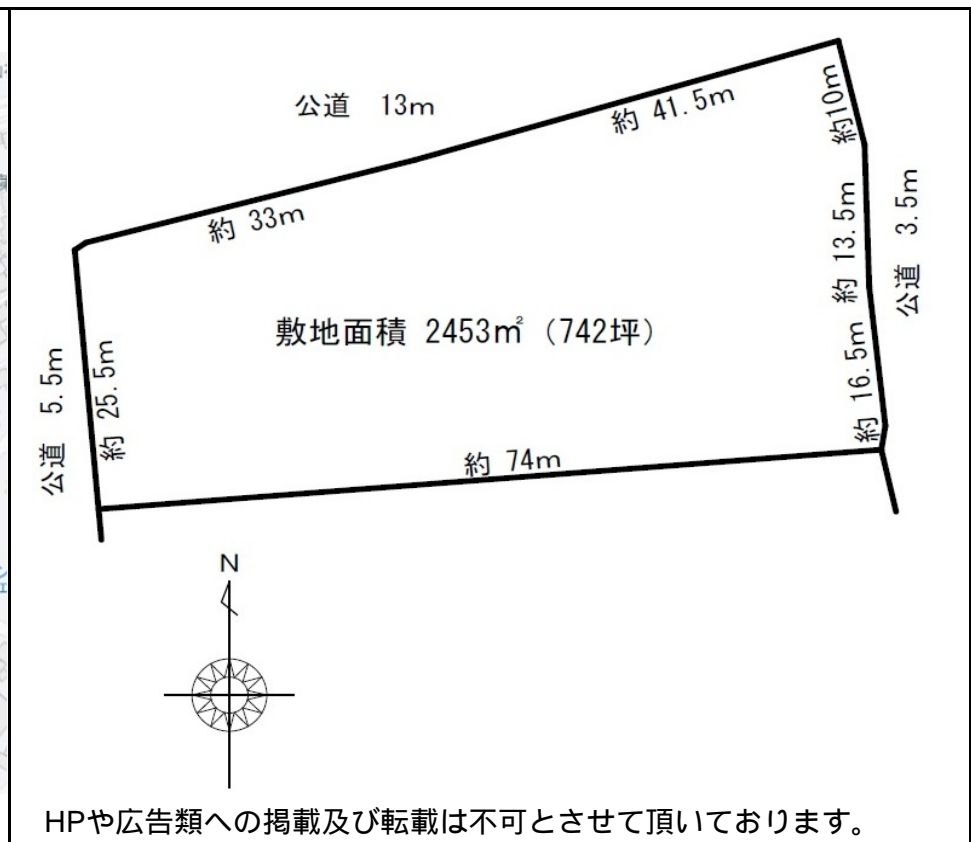 公道 13m
約 41.5m
約10m
約 33m
約 13.5m
公道 3.5m
敷地面積 2453㎡（742坪）
公道 5.5m
約 25.5m
約 16.5m
約 74m
N
HPや広告類への掲載及び転載は不可とさせて頂いております。